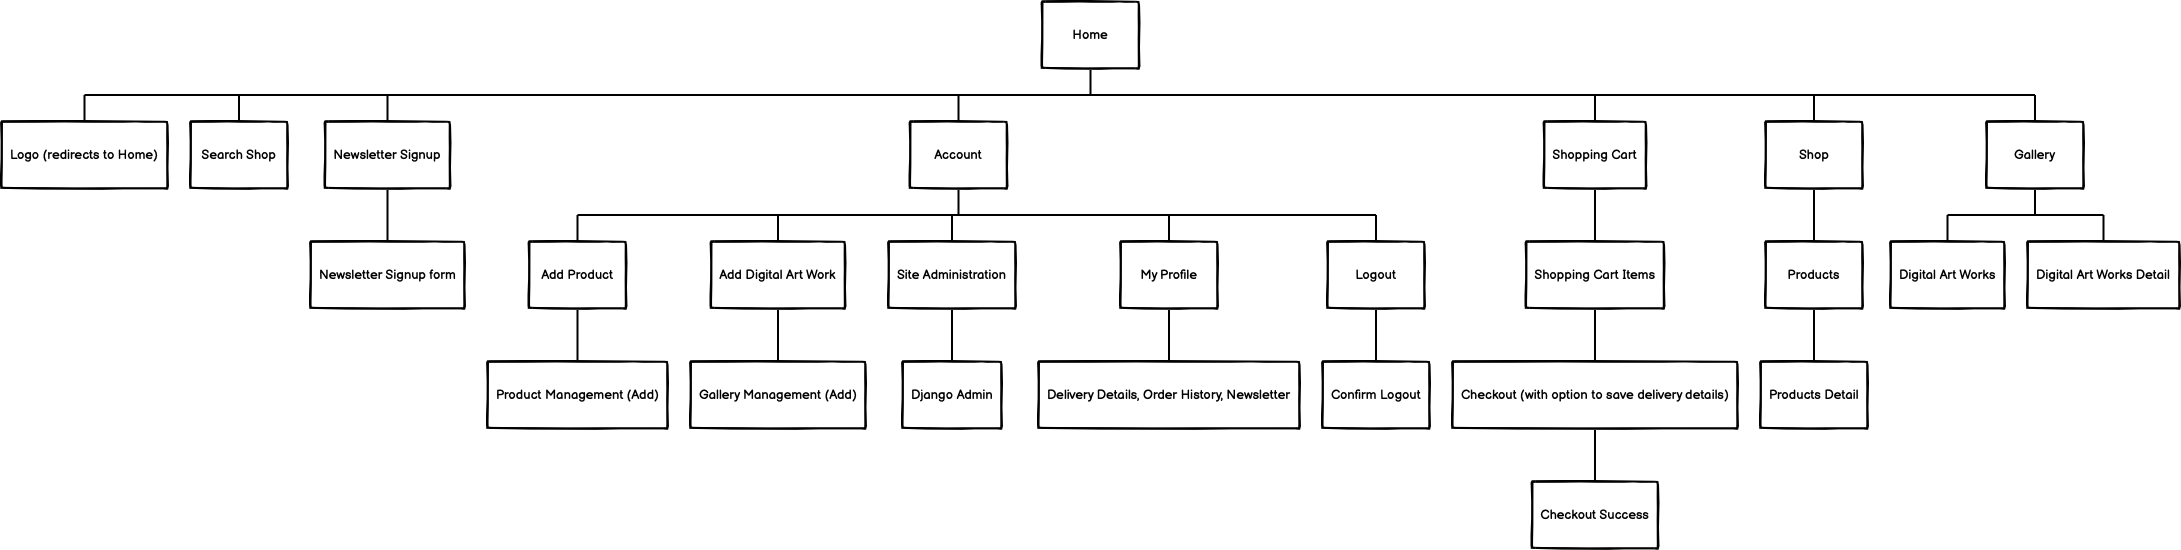 Home
Logo (redirects to Home)
Search Shop
Newsletter Signup
Account
Shopping Cart
Shop
Gallery
Newsletter Signup form
Add Product
Add Digital Art Work
Site Administration
My Profile
Logout
Shopping Cart Items
Products
Digital Art Works
Digital Art Works Detail
Product Management (Add)
Gallery Management (Add)
Django Admin
Delivery Details, Order History, Newsletter
Confirm Logout
Checkout (with option to save delivery details)
Products Detail
Checkout Success